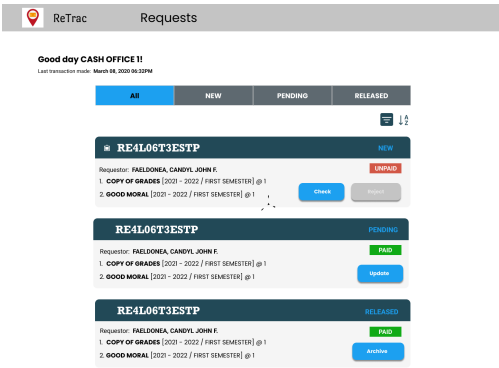 ReTrac Requests
Good day CASH OFFICE 1!
Last transaction made: March 08, 2020 06:32PM
All NEW PENDING RELEASED
A
Z
RE4L06T3ESTP NEW
Requestor: FAELDONEA, CANDYL JOHN F. UNPAID
1. COPY OF GRADES [2021 - 2022 / FIRST SEMESTER] @ 1
2. GOOD MORAL [2021 - 2022 / FIRST SEMESTER] @ 1 Check Reject
RE4L06T3ESTP PENDING
Requestor: FAELDONEA, CANDYL JOHN F. PAID
1. COPY OF GRADES [2021 - 2022 / FIRST SEMESTER] @ 1
2. GOOD MORAL [2021 - 2022 / FIRST SEMESTER] @ 1 Update
RE4L06T3ESTP RELEASED
Requestor: FAELDONEA, CANDYL JOHN F. PAID
1. COPY OF GRADES [2021 - 2022 / FIRST SEMESTER] @ 1
2. GOOD MORAL [2021 - 2022 / FIRST SEMESTER] @ 1 Archive